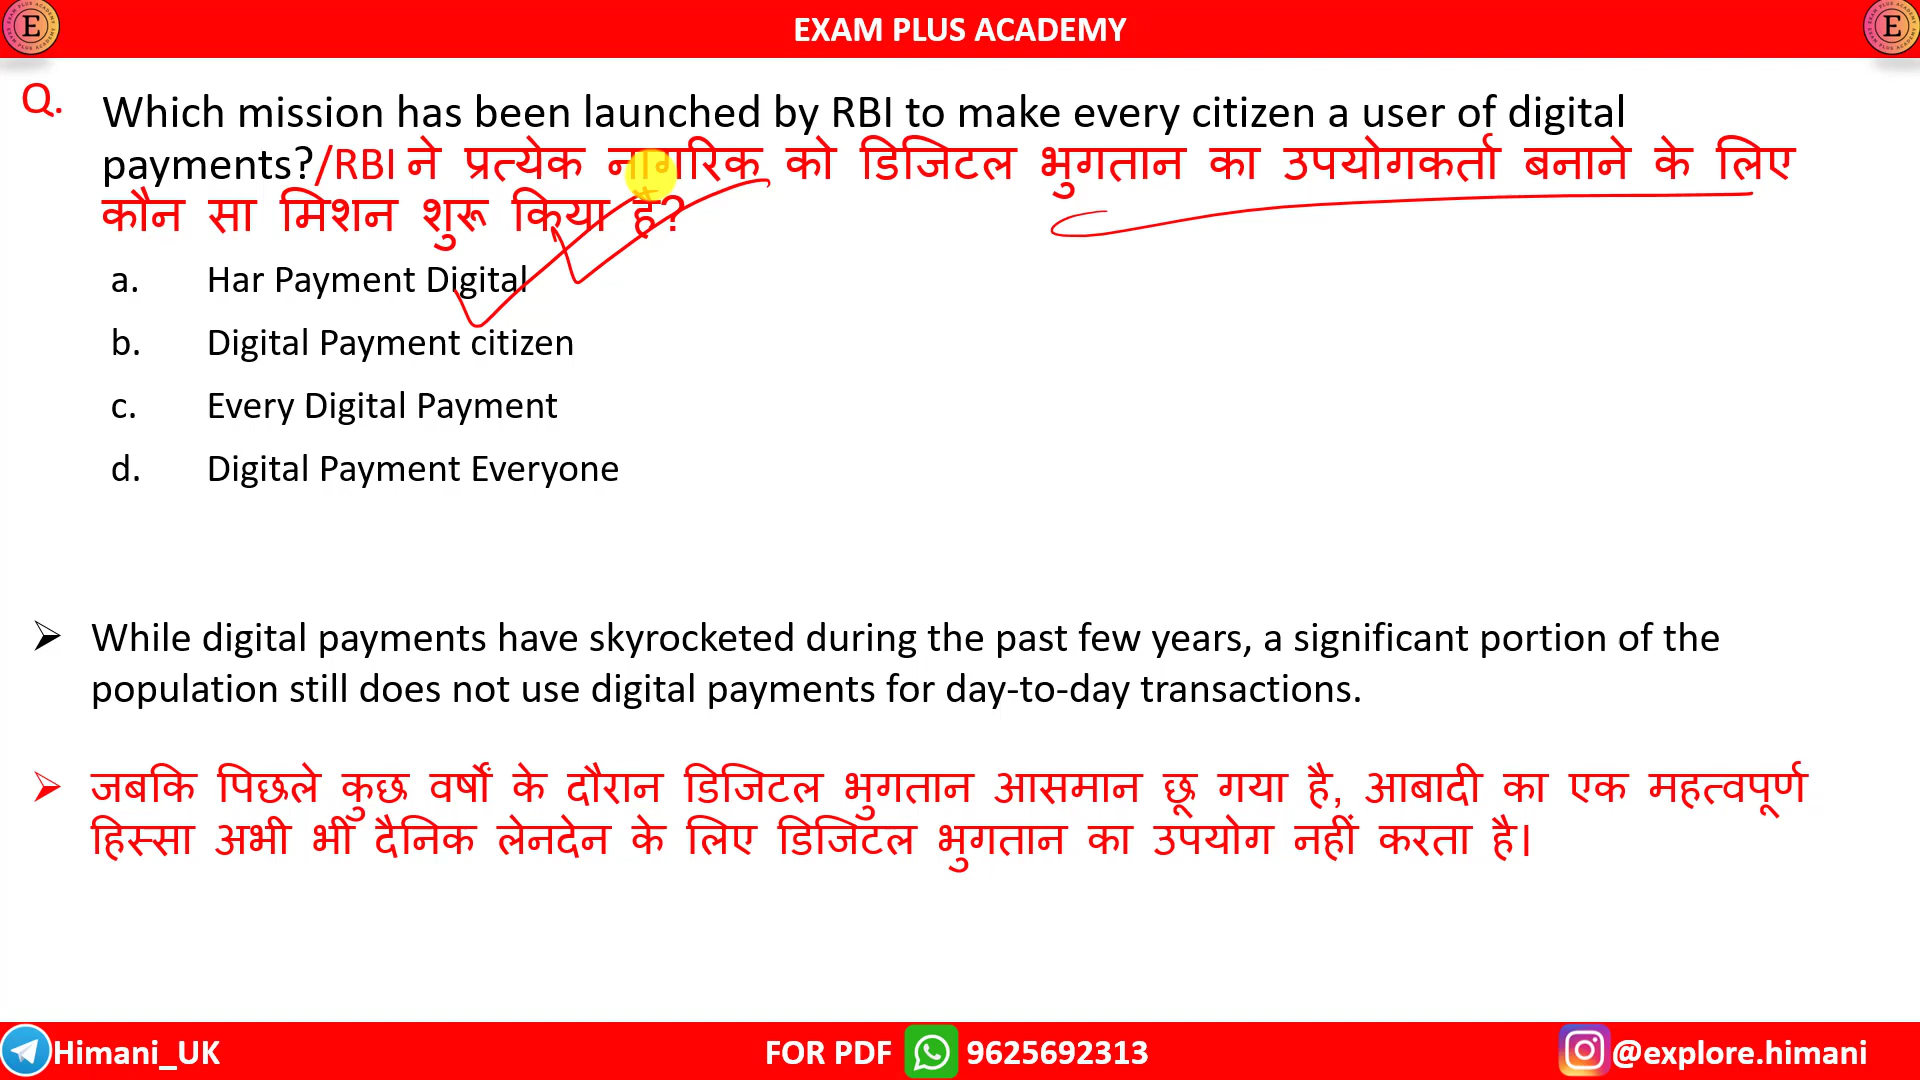 EXAM PLUS ACADEMY
E
E
Q. Which mission has been launched by RBI to make every citizen a user of digital
payments?/RBI ने प्रत्येक नागरिक को डिजिटल भुगतान का उपयोगकर्ता बनाने के लिए
कौन सा मिशन शुरू किया है?
a. Har Payment Digital
b. Digital Payment citizen
c. Every Digital Payment
d. Digital Payment Everyone
While digital payments have skyrocketed during the past few years, a significant portion of the
population still does not use digital payments for day-to-day transactions.
जबकि पिछले कुछ वर्षों के दौरान डिजिटल भुगतान आसमान छू गया है, आबादी का एक महत्वपूर्ण
हिस्सा अभी भी दैनिक लेनदेन के लिए डिजिटल भुगतान का उपयोग नहीं करता है।
Himani_UK
FOR PDF 9625692313
@explore.himani